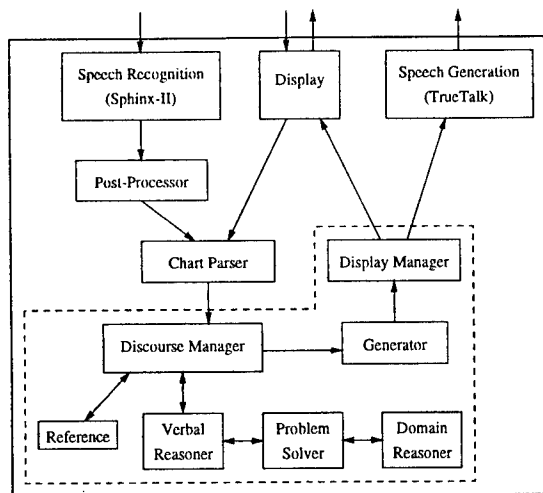 Speech Recognition
(Sphinx-II)
Display
Speech Generation
(TrueTalk)
Post-Processor
Chart Parser
Display Manager
Discourse Manager
Generator
Reference
Verbal
Reasoner
Problem
Solver
Domain
Reasoner